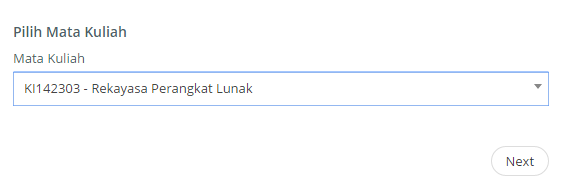 Pilih Mata Kuliah
Mata Kuliah
KI142303 - Rekayasa Perangkat Lunak
Next